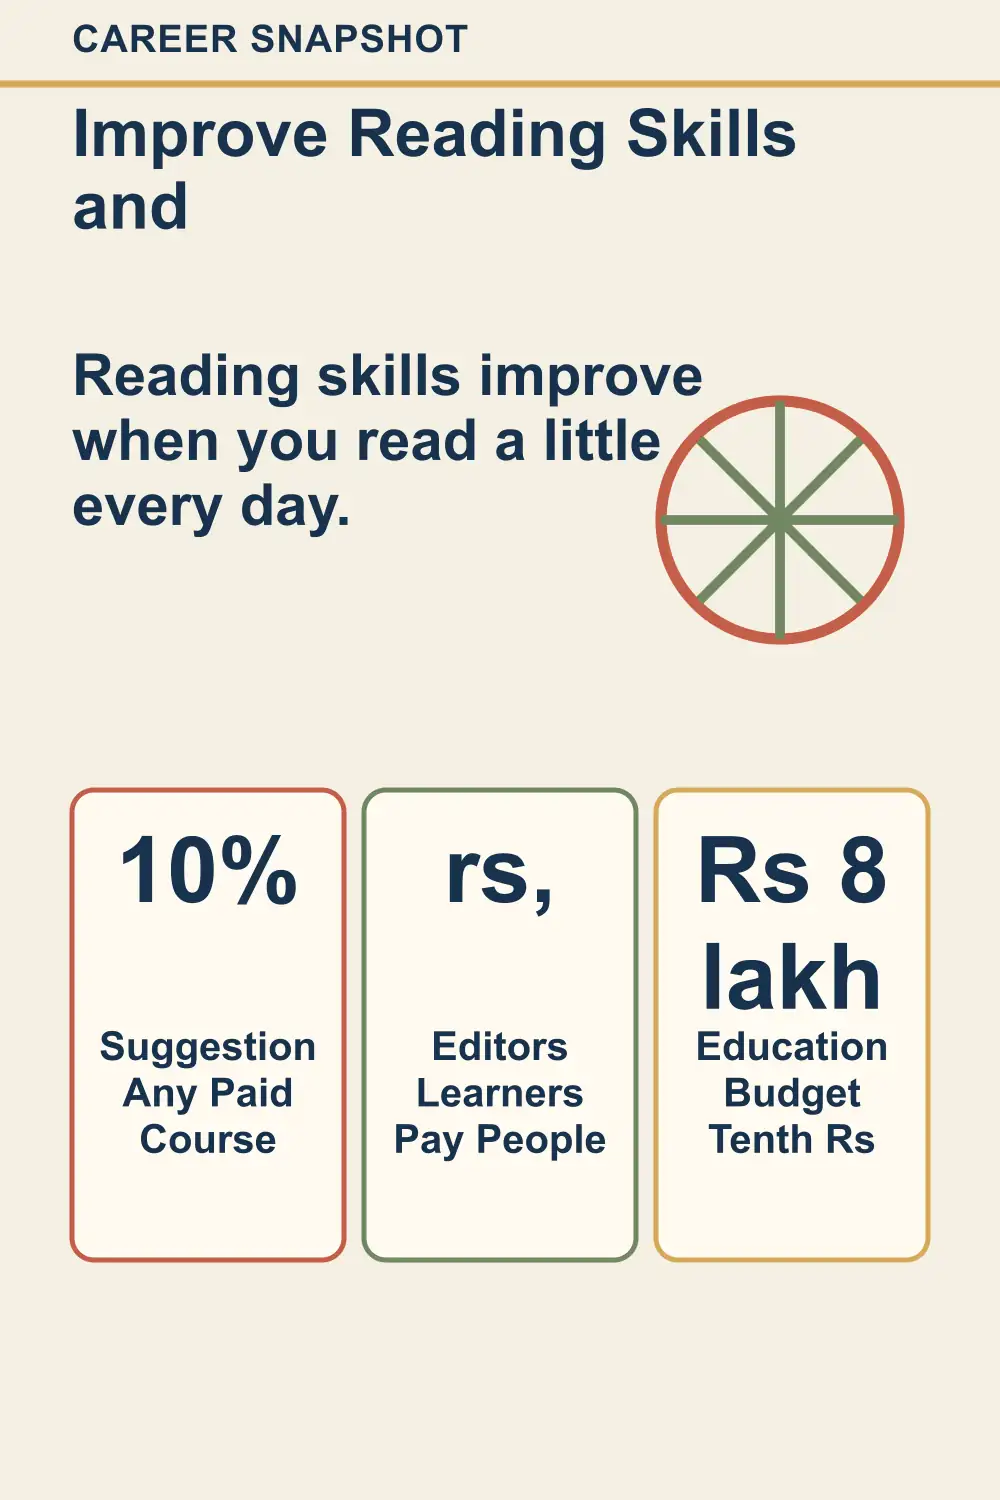 CAREER SNAPSHOT
Improve Reading Skills
and
Reading skills improve
when you read a little
every day.
10%
Suggestion
Any Paid
Course
rs,
Editors
Learners
Pay People
Rs 8
lakh
Education
Budget
Tenth Rs